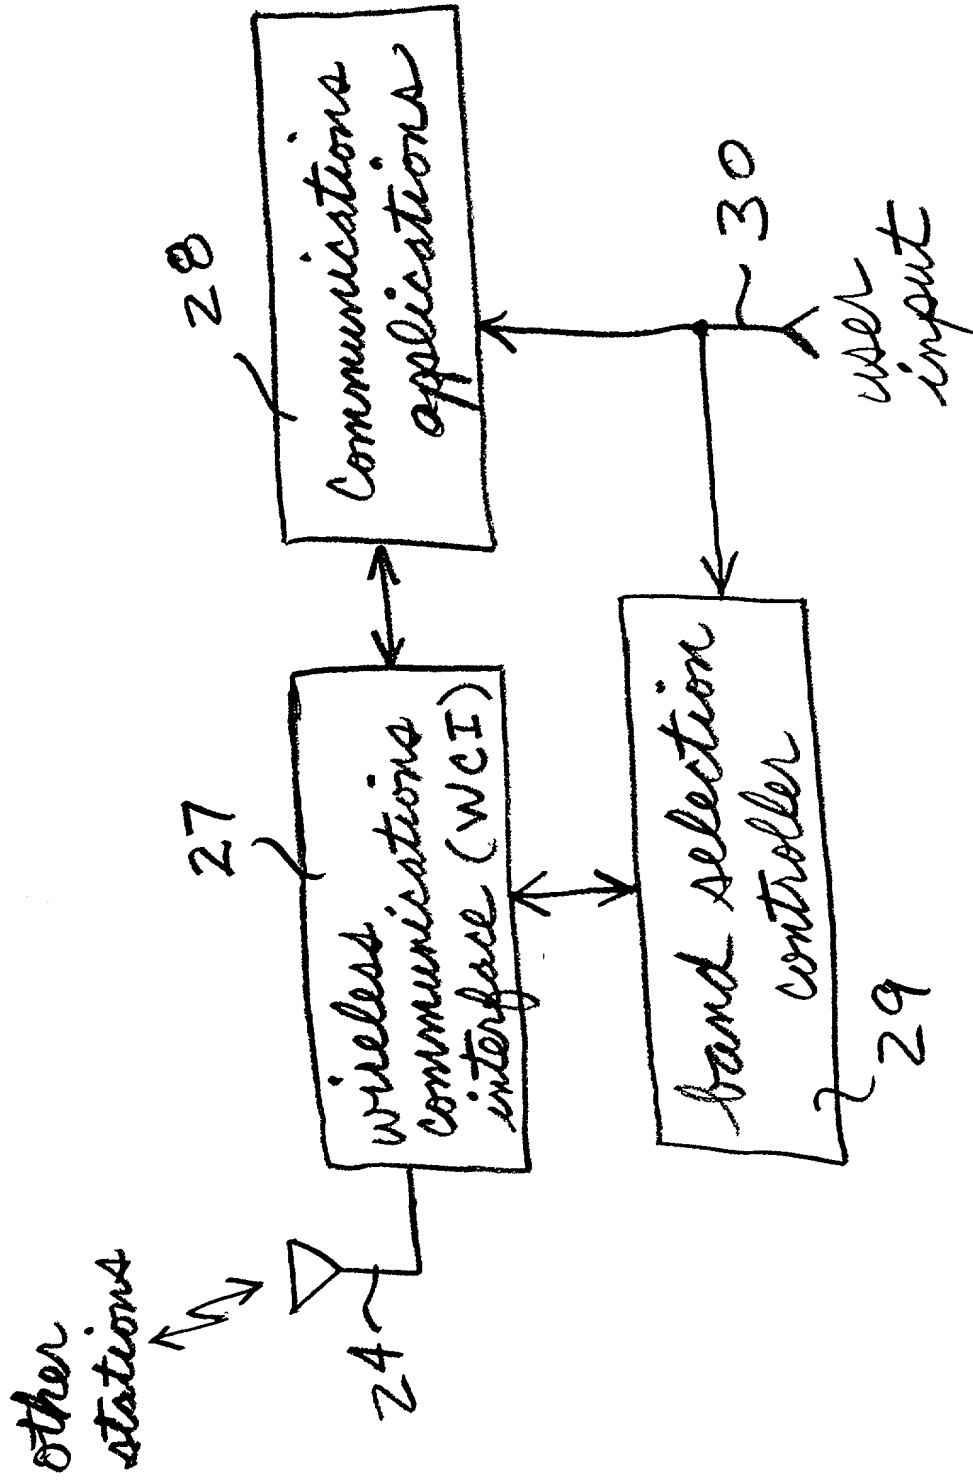 other
stations
24
27
wireless
communications
interface (WCI)
28
communications
applications
band selection
controller
29
30
user
input